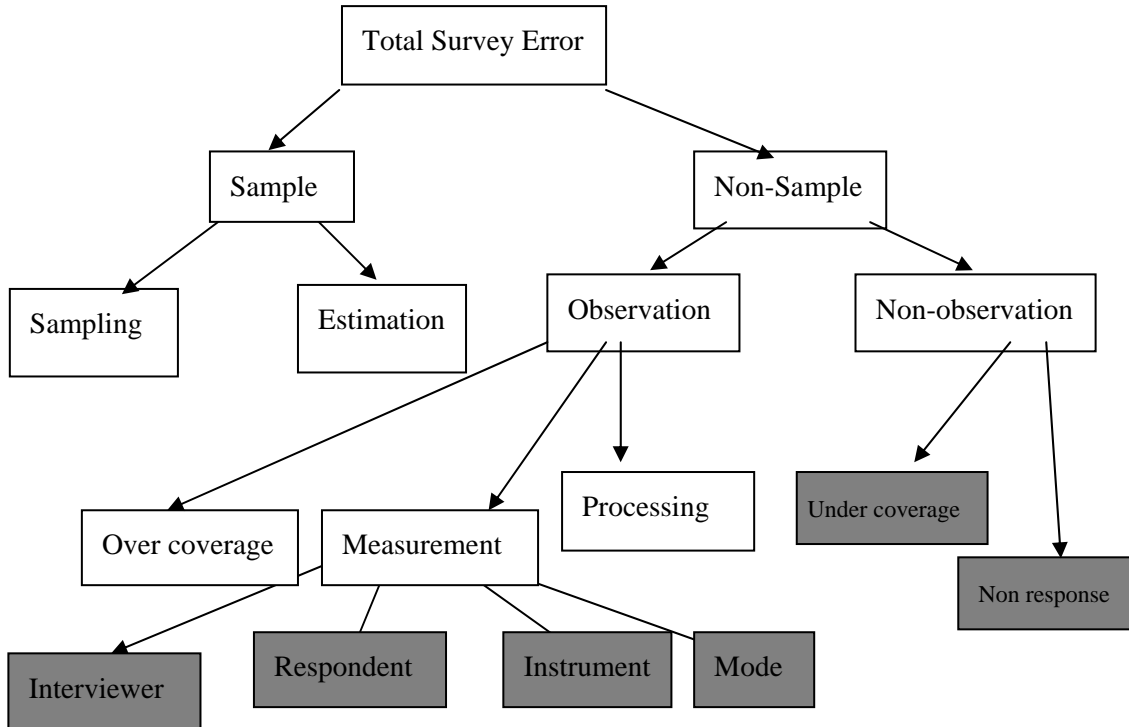 Total Survey Error
Sample
Non-Sample
Sampling
Estimation
Observation
Non-observation
Over coverage
Measurement
Processing
Under coverage
Non response
Interviewer
Respondent
Instrument
Mode